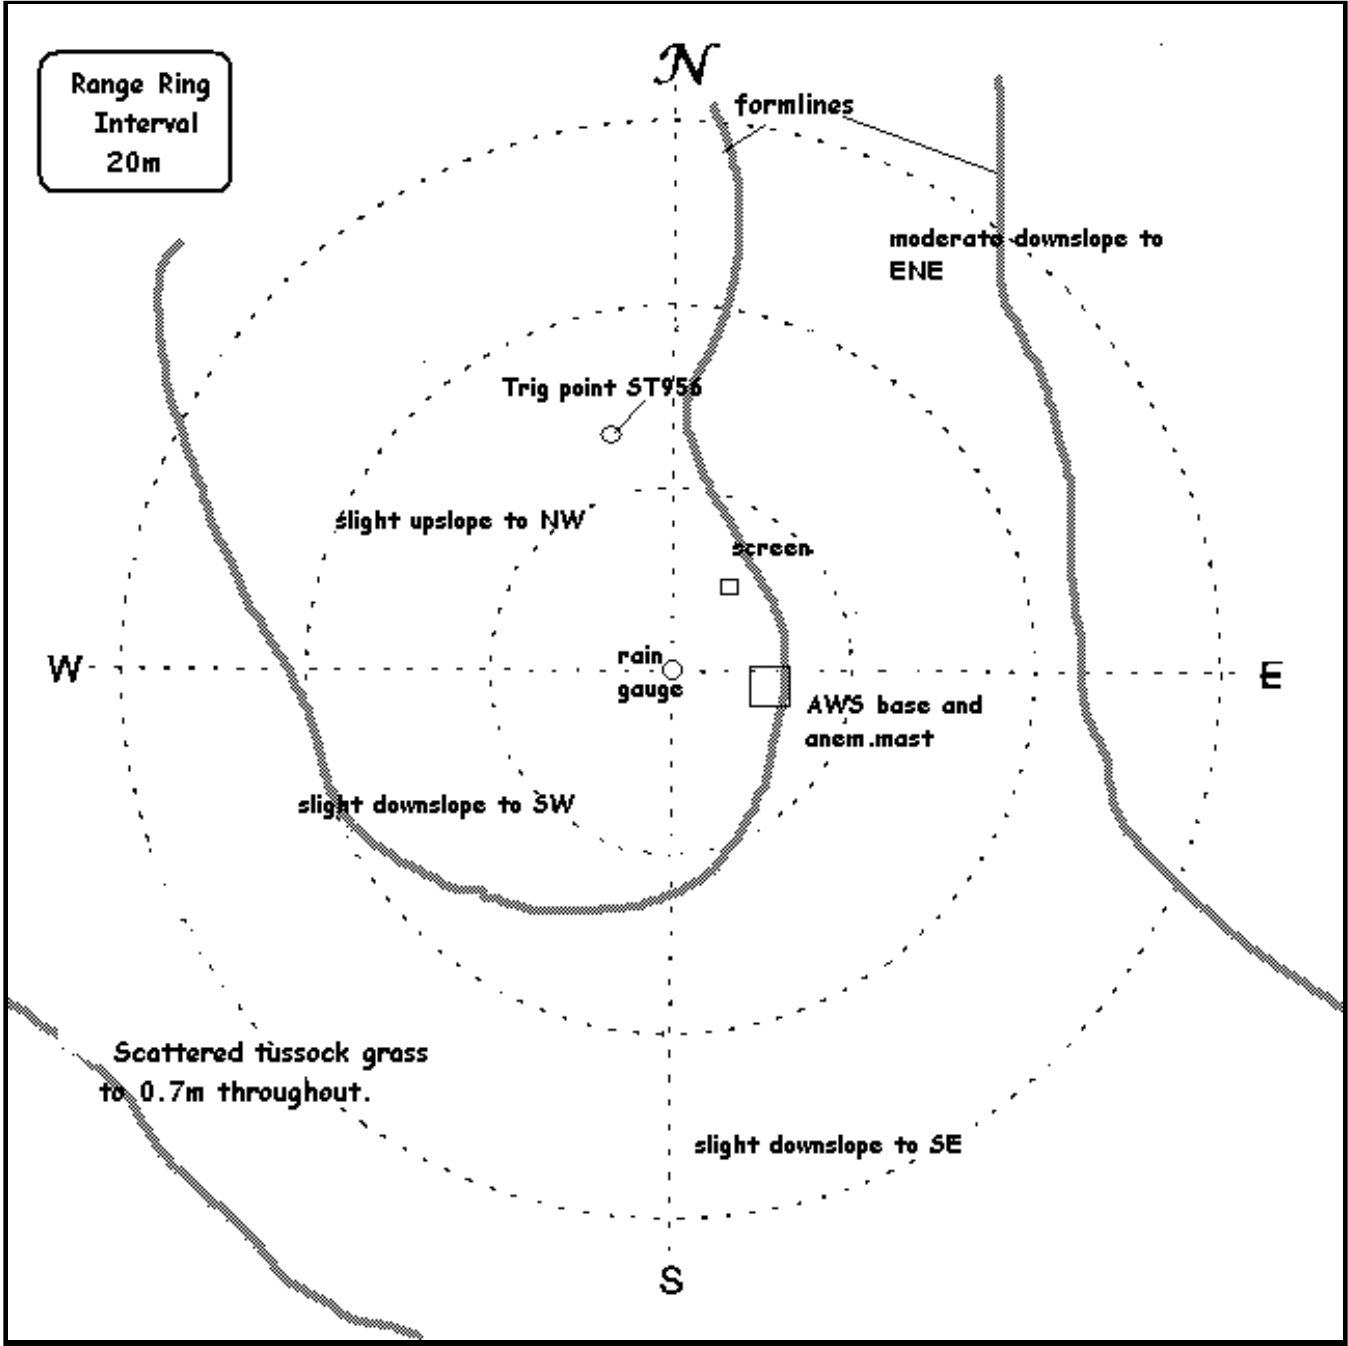 Range Ring
Interval
20m
N
formlines
moderate downslope to
ENE
Trig point ST956
slight upslope to NW
screen
W
rain
gauge
E
AWS base and
anem.mast
slight downslope to SW
Scattered tussock grass
to 0.7m throughout.
slight downslope to SE
S